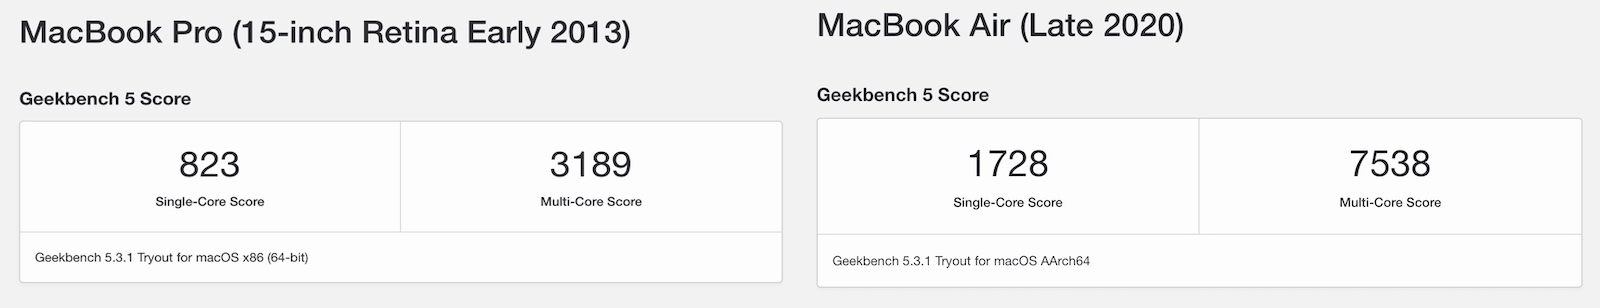 MacBook Pro (15-inch Retina Early 2013)
Geekbench 5 Score
823
Single-Core Score
3189
Multi-Core Score
Geekbench 5.3.1 Tryout for macOS x86 (64-bit)
MacBook Air (Late 2020)
Geekbench 5 Score
1728
Single-Core Score
7538
Multi-Core Score
Geekbench 5.3.1 Tryout for macOS AArch64